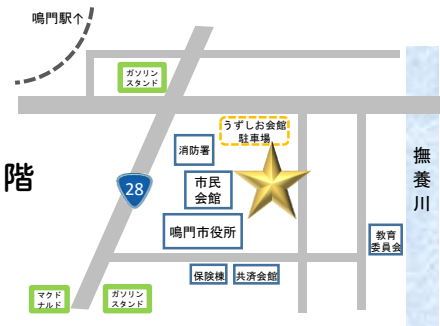 鳴門駅↑
ガソリン
スタンド
うずしお会館
駐車場
消防署
階
28
市民
会館
撫養川
鳴門市役所
教育
委員会
保険棟
共済会館
マクド
ナルド
ガソリン
スタンド